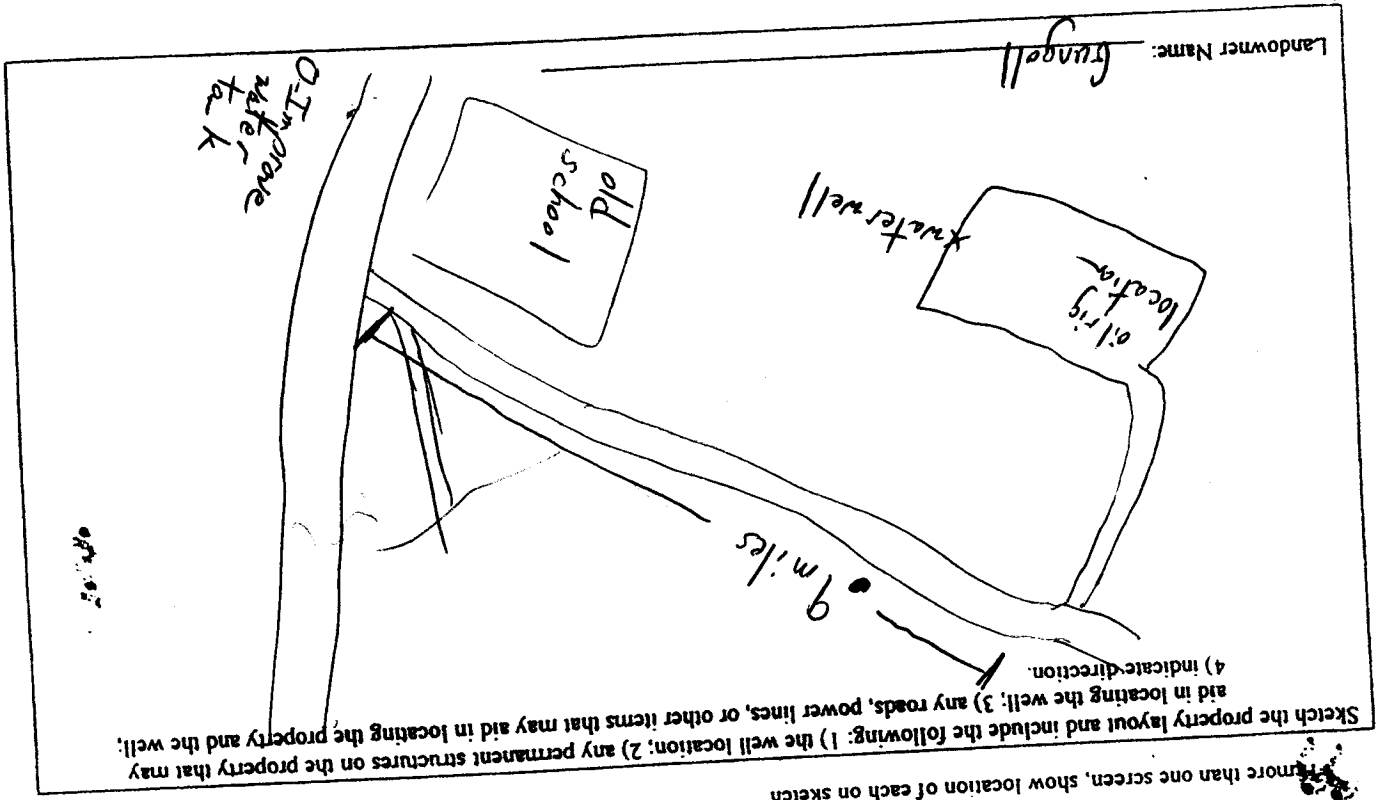 more than one screen, show location of each on sketch
Sketch the property layout and include the following: 1) the well location; 2) any permanent structures on the property that may
aid in locating the well; 3) any roads, power lines, or other items that may aid in locating the property and the well;
4) indicate direction.
.9 miles
oil rig
location
x water well
old
school
O-Improve
water
Landowner Name: Gungoll